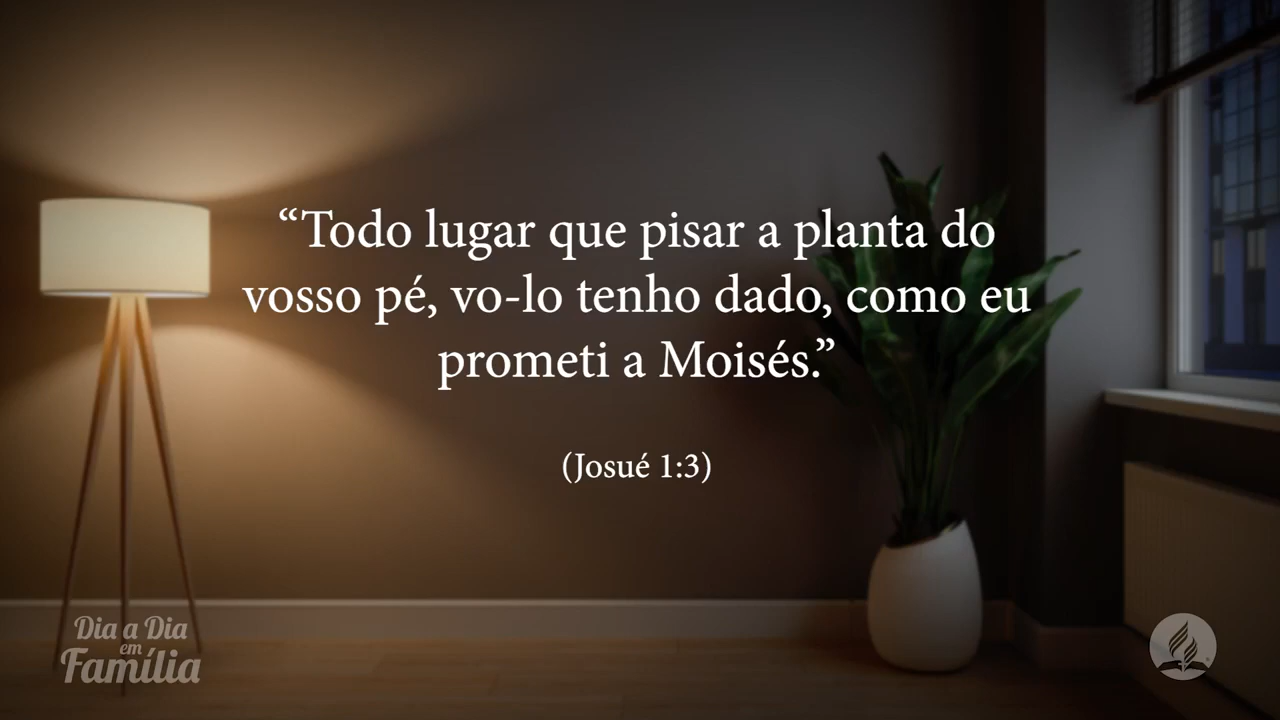 “Todo lugar que pisar a planta do
vosso pé, vo-lo tenho dado, como eu
prometi a Moisés.”
(Josué 1:3)
Dia a Dia
em
Família